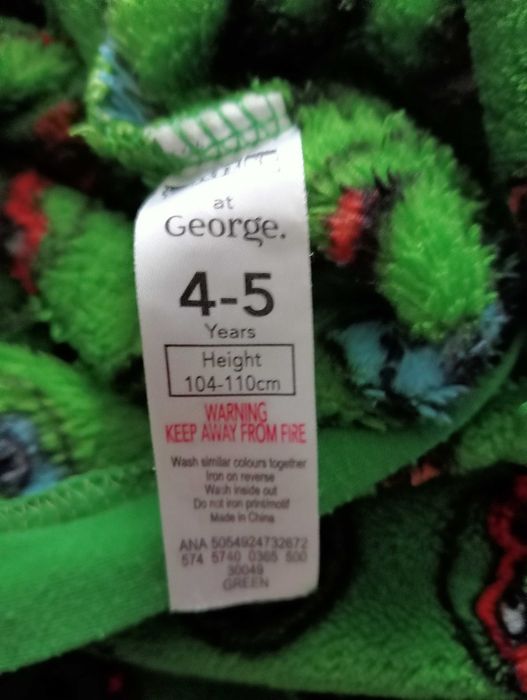 at
George.
4-5
Years
Height
104-110cm
WARNING
KEEP AWAY FROM FIRE
Wash similar colours together
Iron on reverse
Wash inside out
Do not iron print/motif
Made in China
ANA 5054924732672
574 5740 0365 500
30049
GREEN